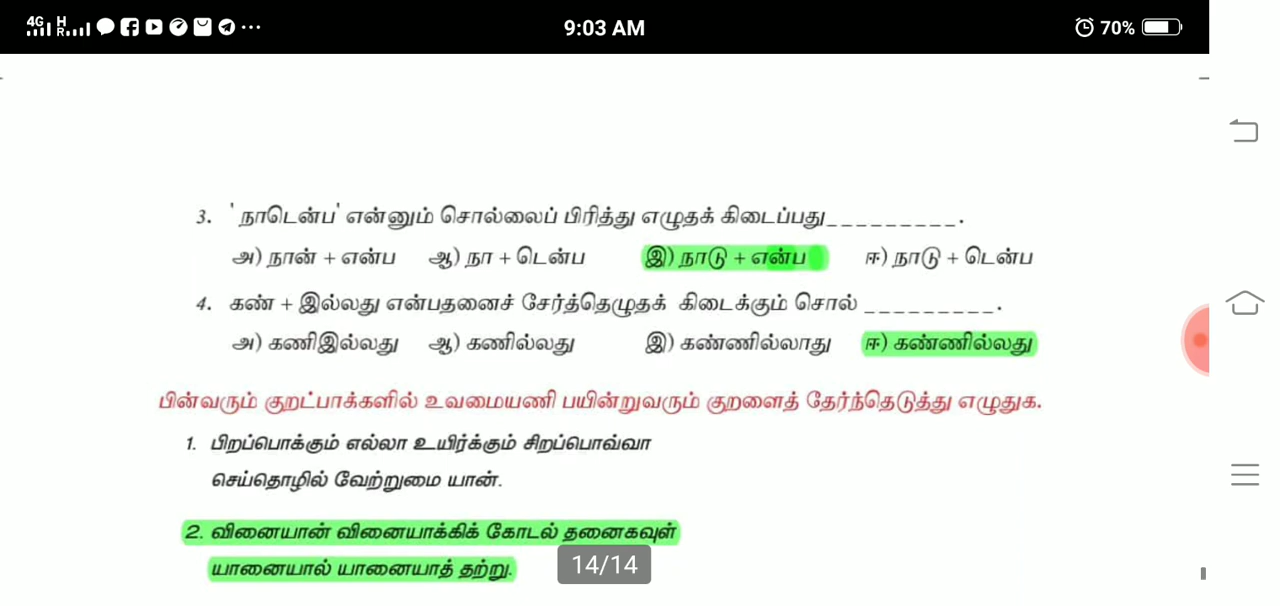 4G H R 9:03 AM 70%
3. 'நாடென்ப' என்னும் சொல்லைப் பிரித்து எழுதக் கிடைப்பது_________.
அ) நான் + என்ப ஆ) நா + டென்ப இ) நாடு + என்ப ஈ) நாடு + டென்ப
4. கண் + இல்லது என்பதனைச் சேர்த்தெழுதக் கிடைக்கும் சொல் _________.
அ) கணிஇல்லது ஆ) கணில்லது இ) கண்ணில்லாது ஈ) கண்ணில்லது
பின்வரும் குறட்பாக்களில் உவமையணி பயின்றுவரும் குறளைத் தேர்ந்தெடுத்து எழுதுக.
1. பிறப்பொக்கும் எல்லா உயிர்க்கும் சிறப்பொவ்வா
செய்தொழில் வேற்றுமை யான்.
2. வினையான் வினையாக்கிக் கோடல் தனைகவுள்
யானையால் யானையாத் தற்று.
14/14